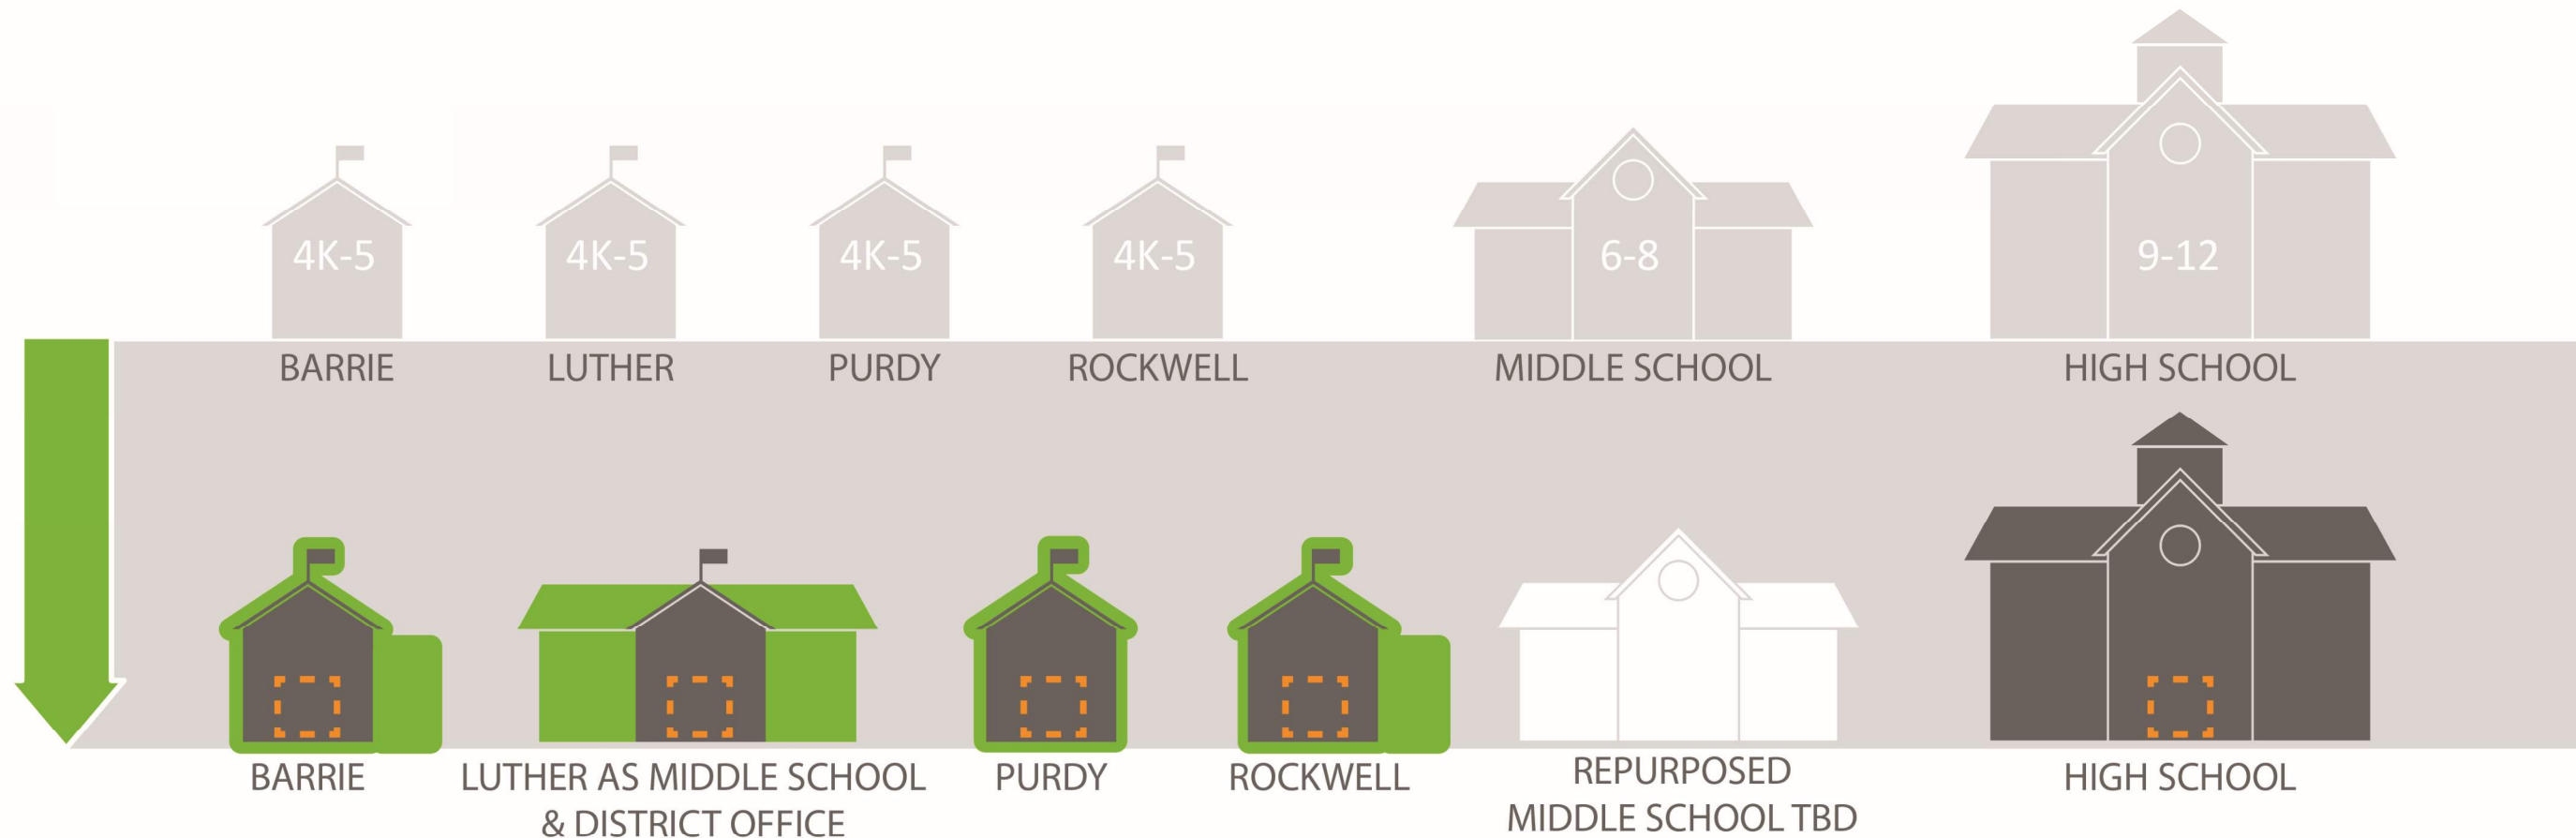 4K-5
4K-5
4K-5
4K-5
6-8
9-12
BARRIE
LUTHER
PURDY
ROCKWELL
MIDDLE SCHOOL
HIGH SCHOOL
BARRIE
LUTHER AS MIDDLE SCHOOL
& DISTRICT OFFICE
PURDY
ROCKWELL
REPURPOSED
MIDDLE SCHOOL TBD
HIGH SCHOOL